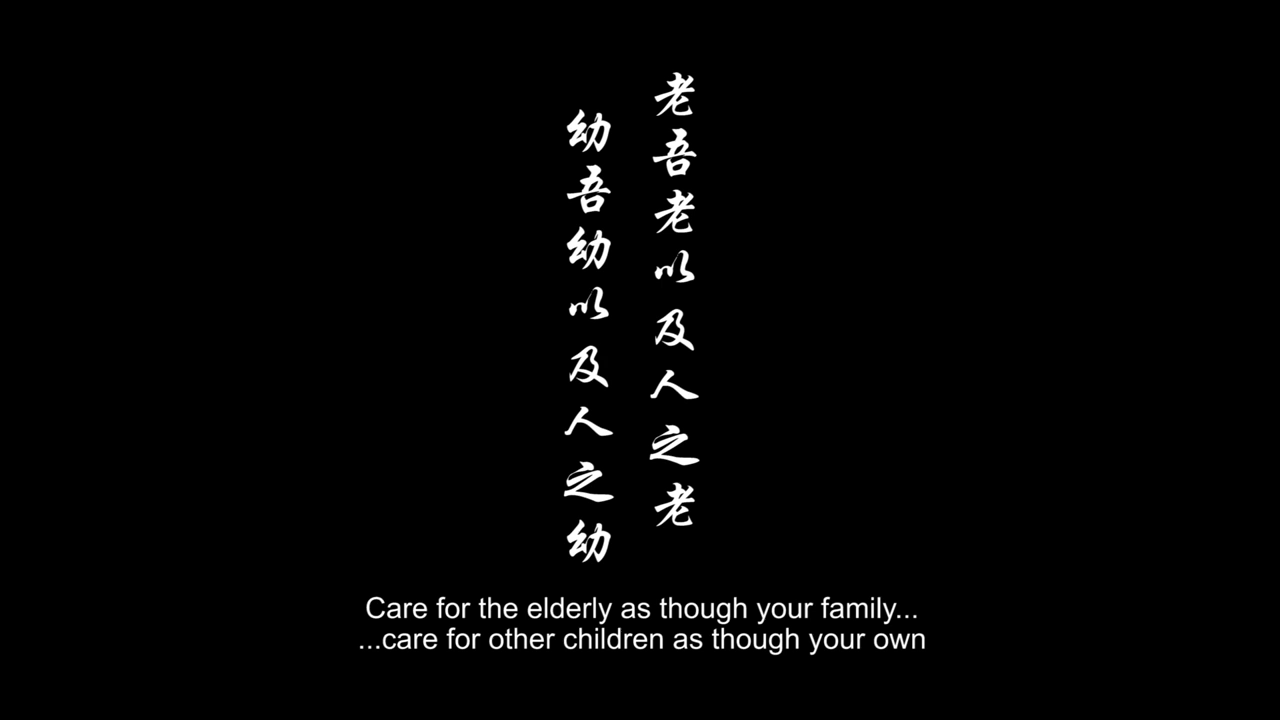 老吾老以及人之老
幼吾幼以及人之幼
Care for the elderly as though your family...
...care for other children as though your own